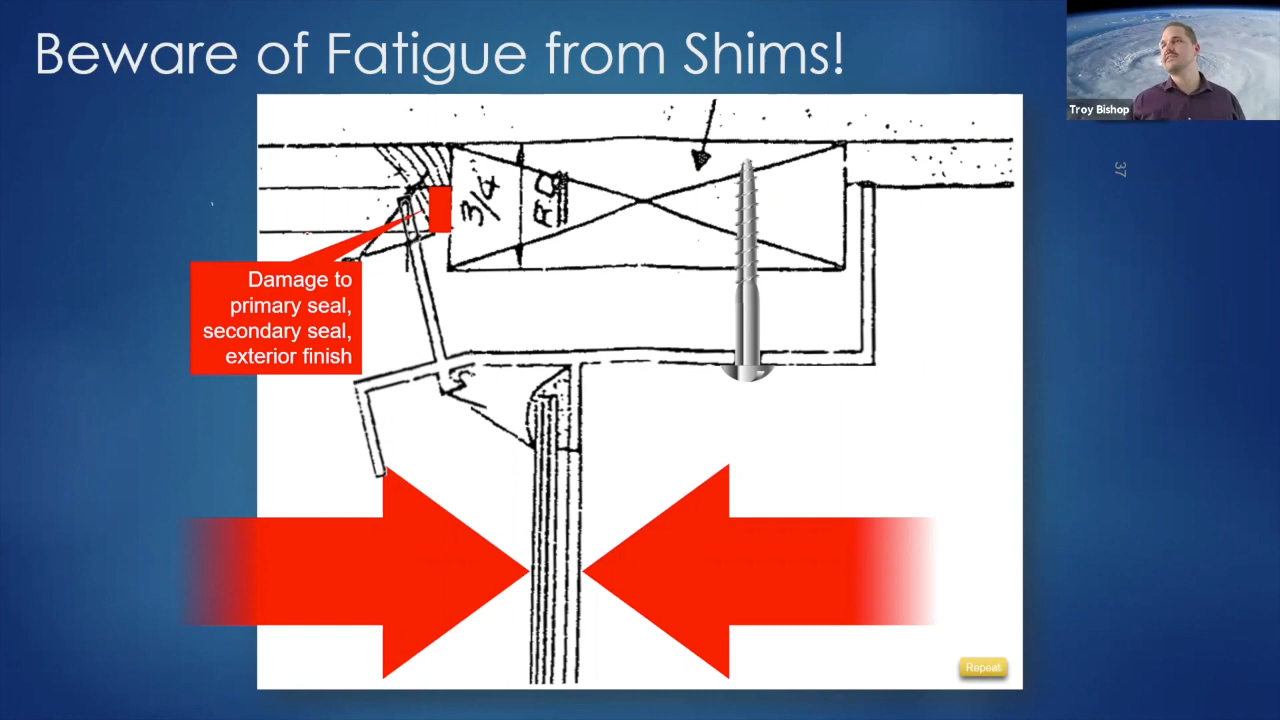 Beware of Fatigue from Shims!
Troy Bishop
37
3/4
RO
Damage to
primary seal,
secondary seal,
exterior finish
Repeat